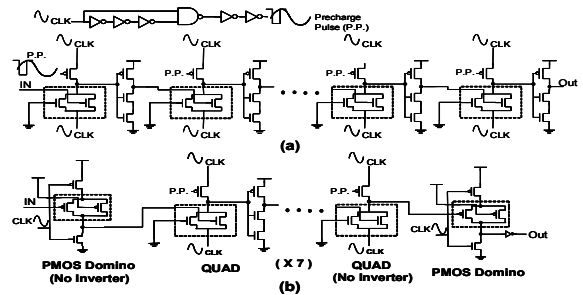 CLK
Precharge
Pulse (P.P.)
CLK
CLK
CLK
CLK
P.P.
P.P.
P.P.
P.P.
IN
Out
CLK
CLK
CLK
CLK
(a)
CLK
CLK
P.P.
P.P.
IN
CLK
CLK
Out
CLK
CLK
PMOS Domino
(No Inverter)
QUAD
( X 7 )
QUAD
(No Inverter)
PMOS Domino
(b)